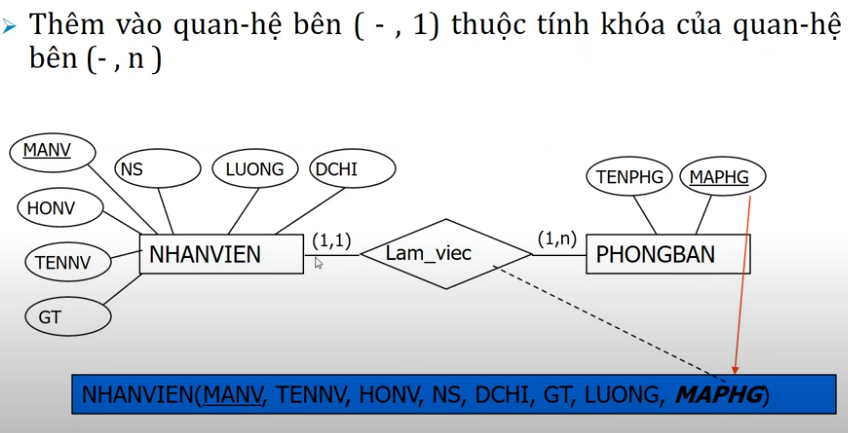 Thêm vào quan-hệ bên ( - , 1) thuộc tính khóa của quan-hệ
bên (- , n )
MANV
NS
LUONG
DCHI
TENPHG
MAPHG
HONV
NHANVIEN
(1,1)
Lam_viec
(1,n)
PHONGBAN
TENNV
GT
NHANVIEN(MANV, TENNV, HONV, NS, DCHI, GT, LUONG, MAPHG)